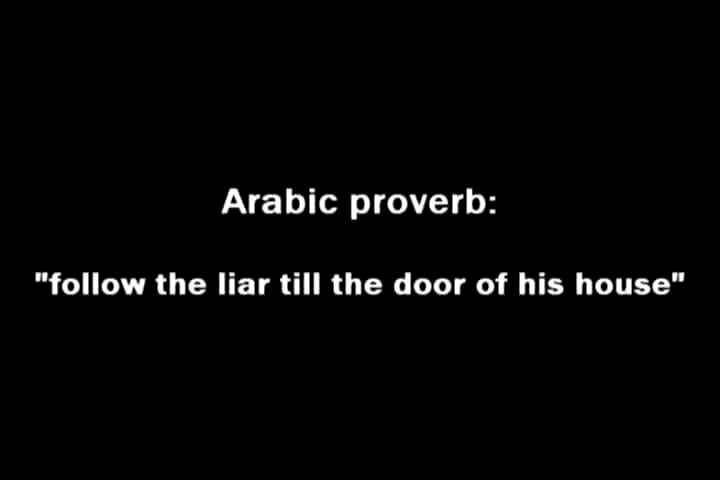 Arabic proverb:
"follow the liar till the door of his house"